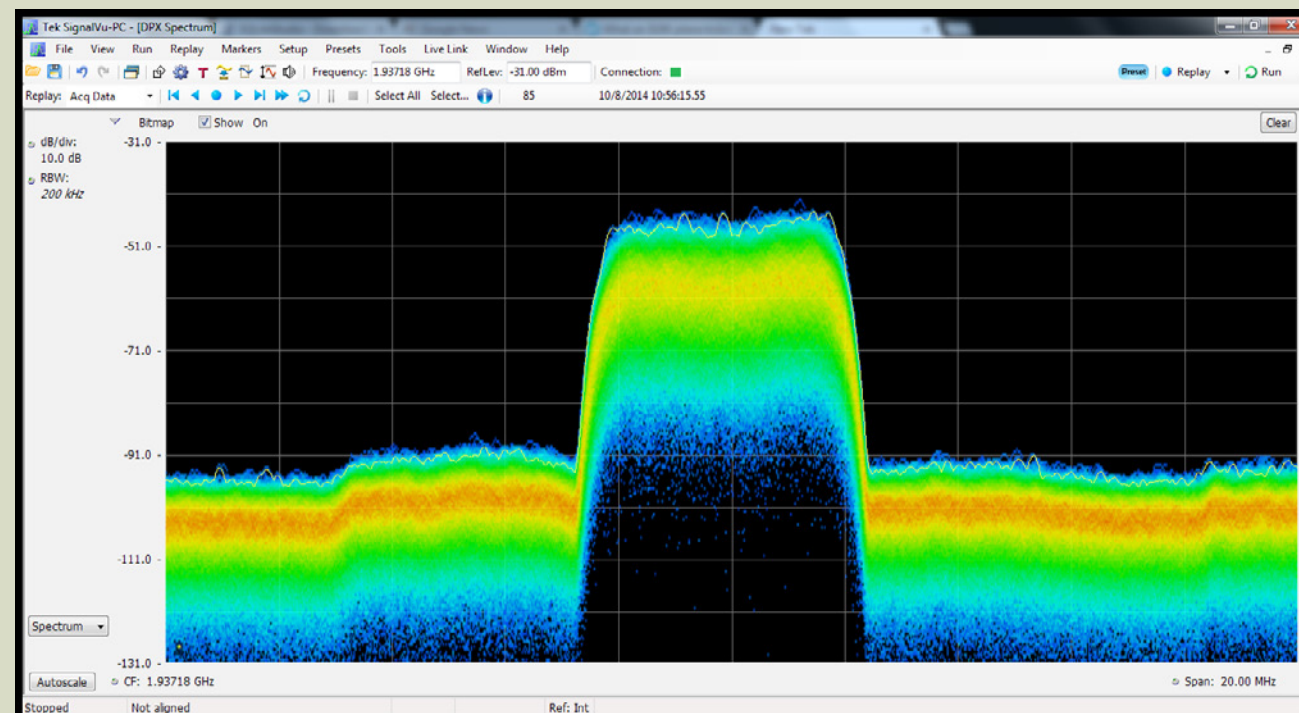 Tek SignalVu-PC - [DPX Spectrum]
File View Run Replay Markers Setup Presets Tools Live Link Window Help
T Frequency: 1.93718 GHz RefLev: -31.00 dBm Connection: Preset Replay Run
Replay: Acq Data Select All Select... 85 10/8/2014 10:56:15.55
Bitmap Show On Clear
dB/div:
10.0 dB
RBW:
200 kHz
-31.0
-51.0
-71.0
-91.0
-111.0
-131.0
Spectrum
Autoscale CF: 1.93718 GHz Span: 20.00 MHz
Stopped Not aligned Ref: Int